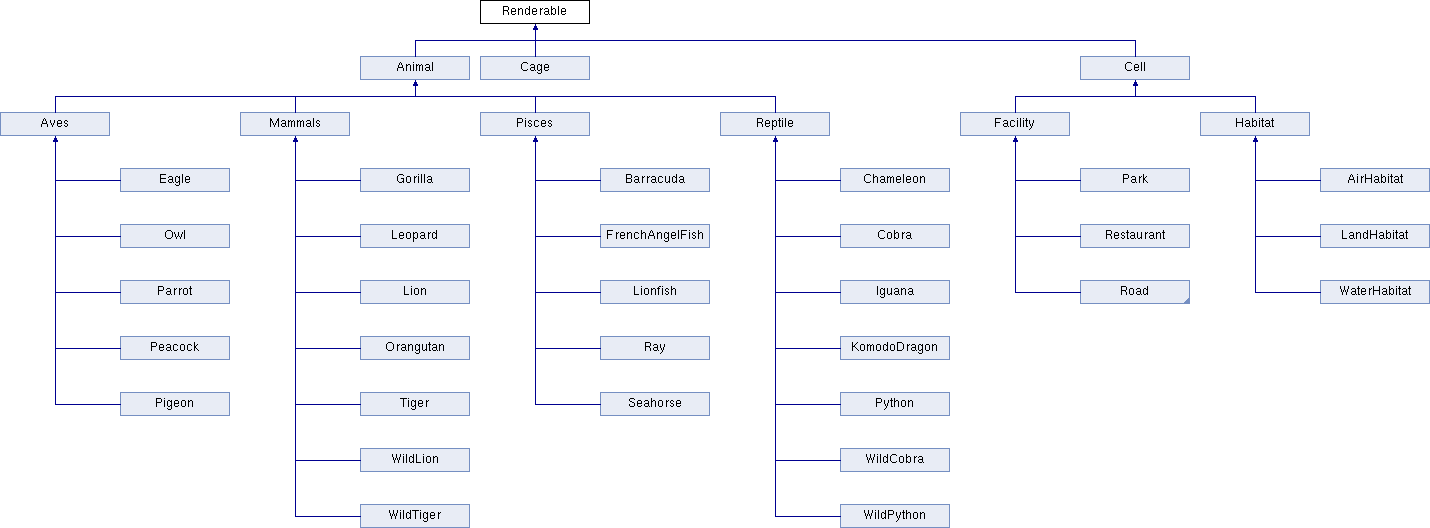 Renderable
Animal Cage Cell
Aves Mammals Pisces Reptile Facility Habitat
Eagle Gorilla Barracuda Chameleon Park AirHabitat
Owl Leopard FrenchAngelFish Cobra Restaurant LandHabitat
Parrot Lion Lionfish Iguana Road WaterHabitat
Peacock Orangutan Ray KomodoDragon
Pigeon Tiger Seahorse Python
WildLion WildCobra
WildTiger WildPython